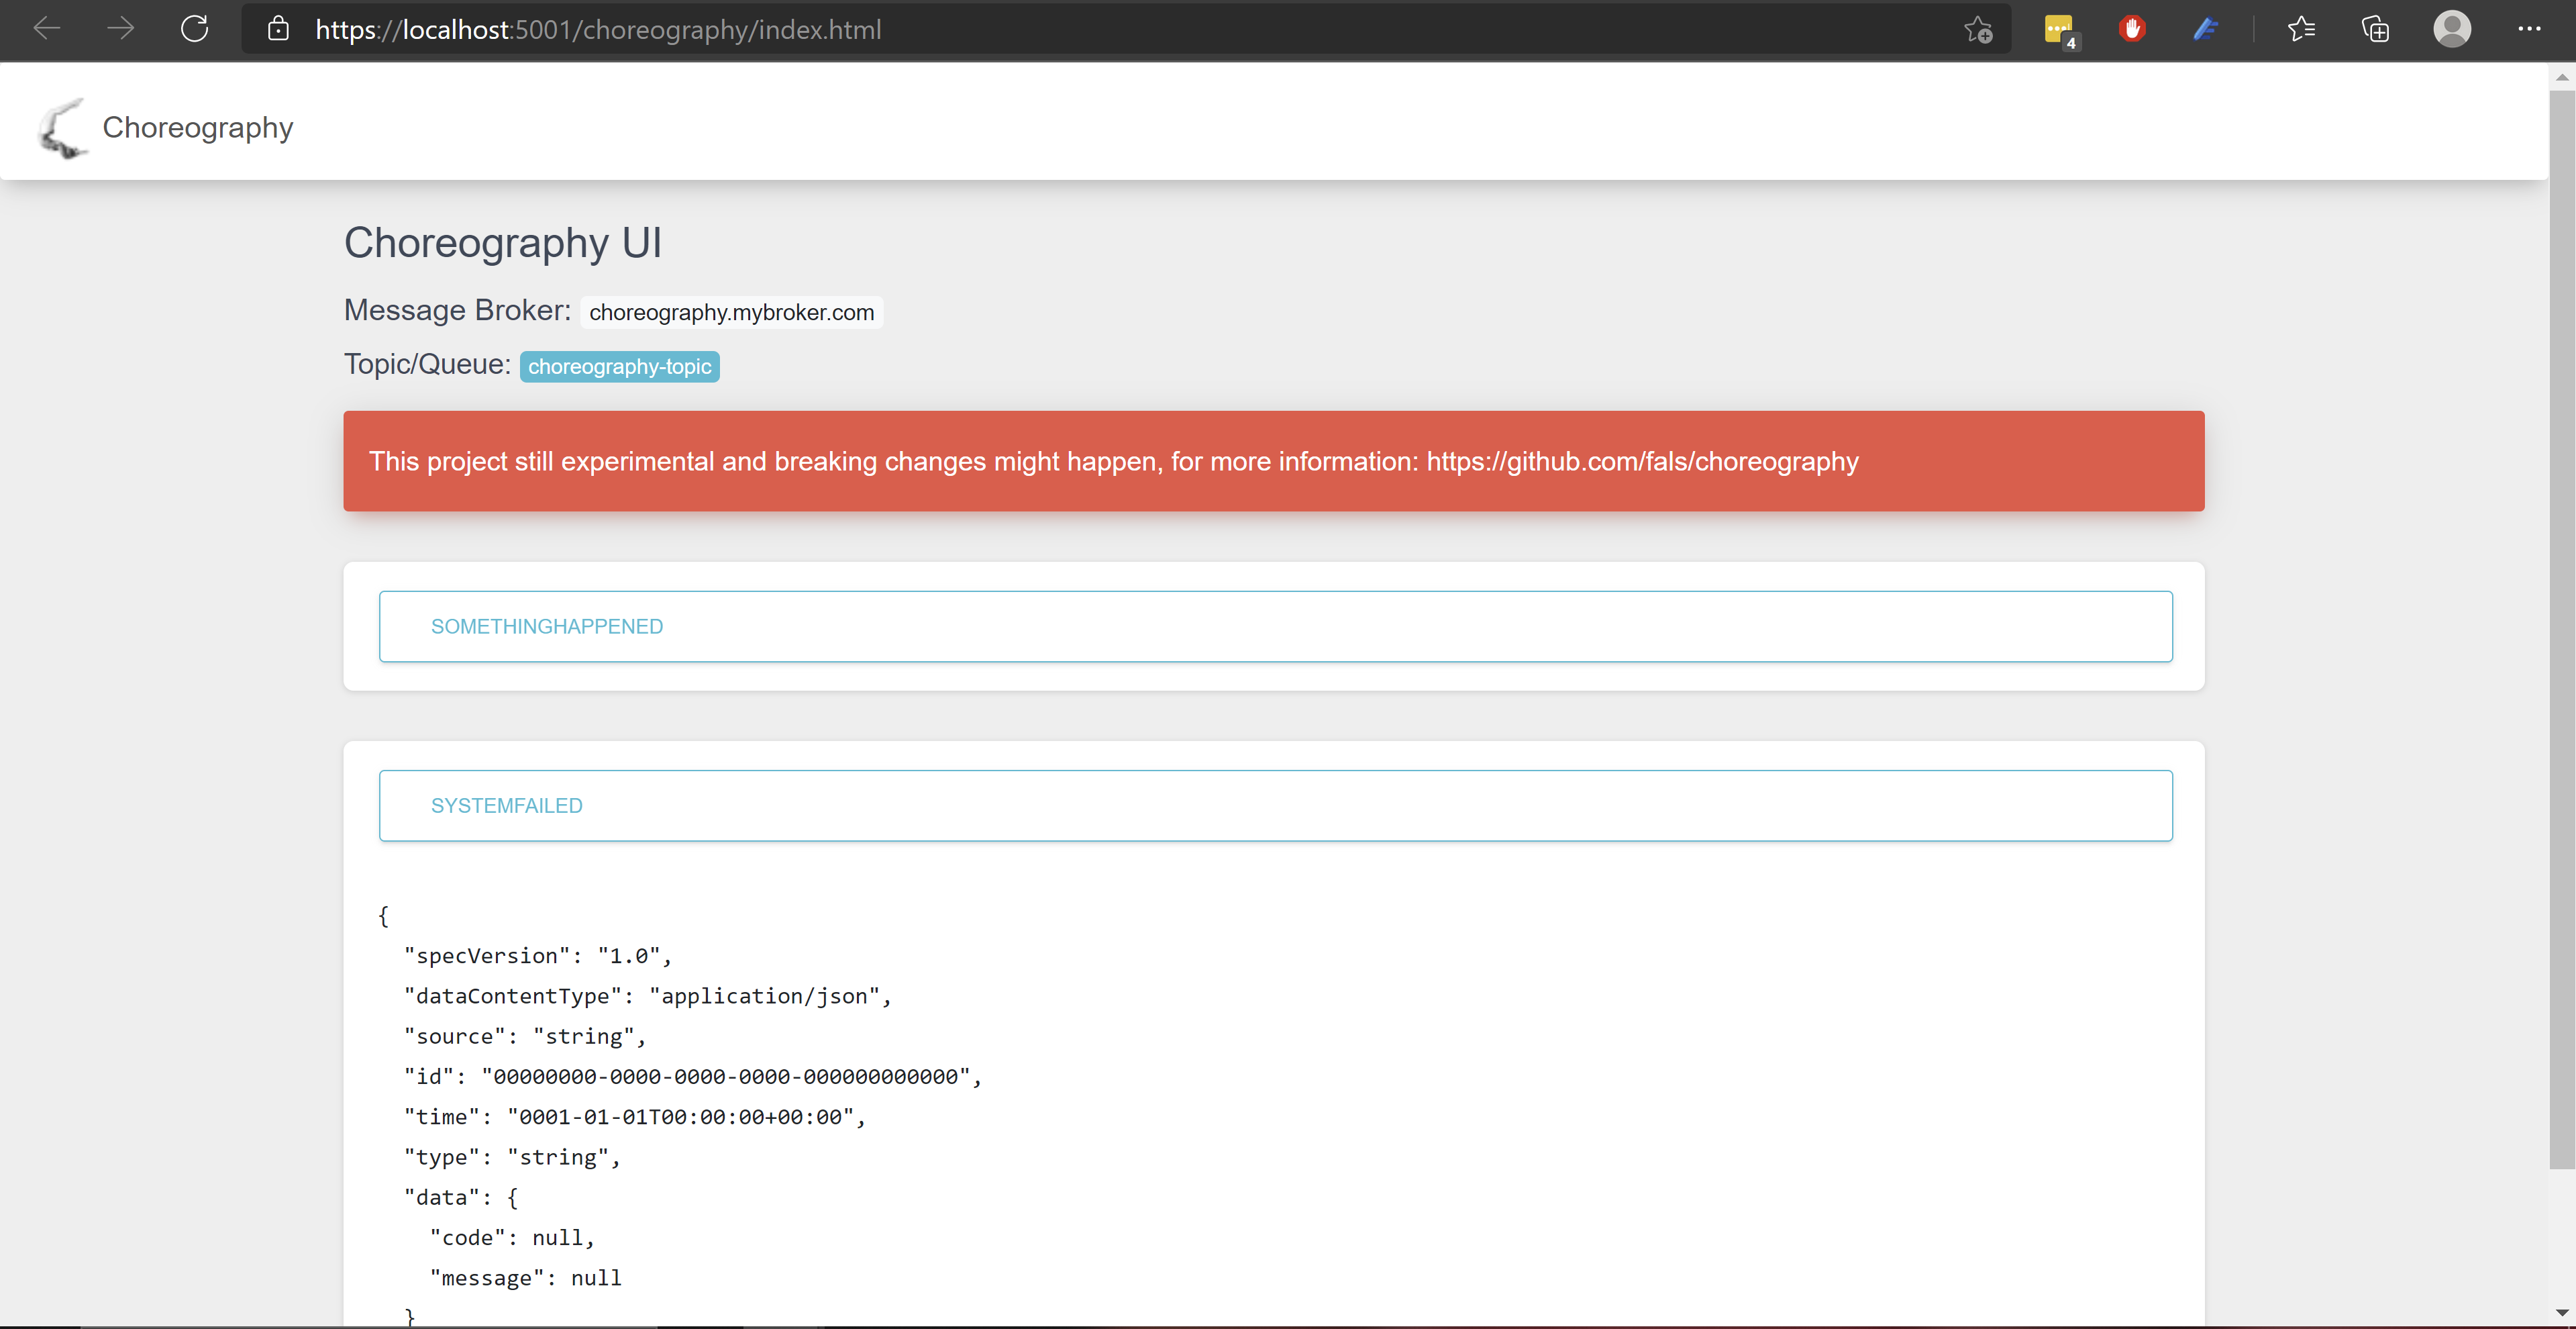 https://localhost:5001/choreography/index.html
4
Choreography
Choreography UI
Message Broker: choreography.mybroker.com
Topic/Queue: choreography-topic
This project still experimental and breaking changes might happen, for more information: https://github.com/fals/choreography
SOMETHINGHAPPENED
SYSTEMFAILED
{
"specVersion": "1.0",
"dataContentType": "application/json",
"source": "string",
"id": "00000000-0000-0000-0000-000000000000",
"time": "0001-01-01T00:00:00+00:00",
"type": "string",
"data": {
"code": null,
"message": null
}